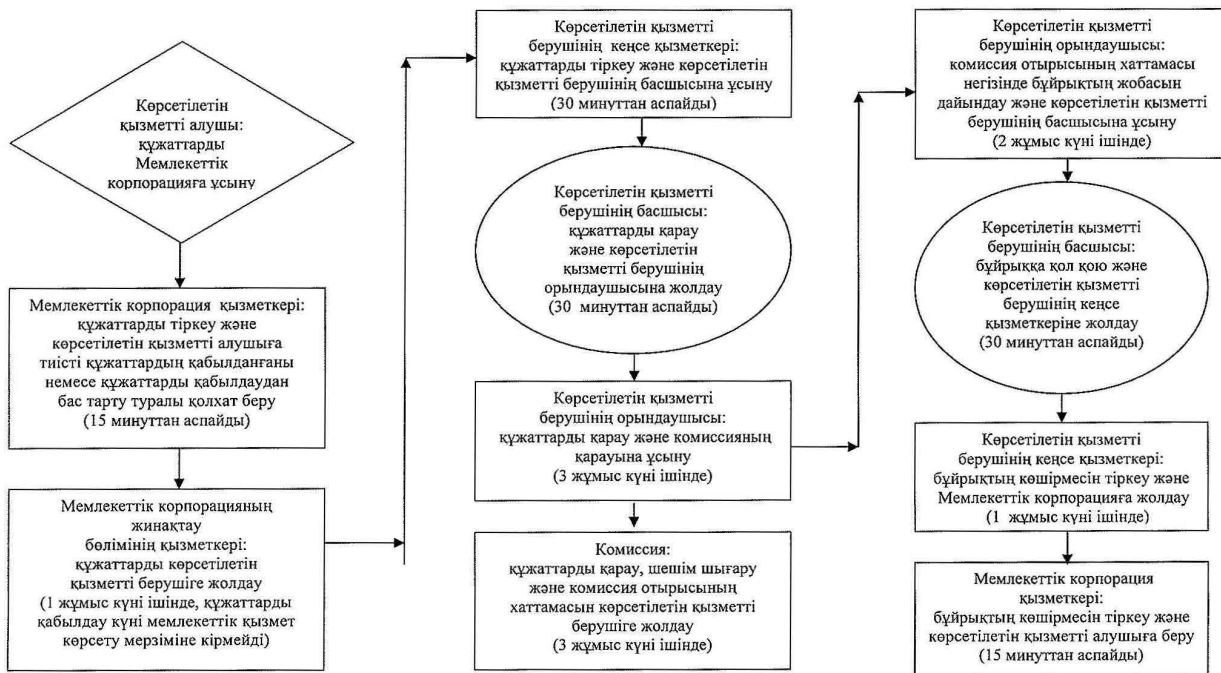 Көрсетілетін
қызметті алушы:
құжаттарды
Мемлекеттік
корпорацияға ұсыну
Мемлекеттік корпорация қызметкері:
құжаттарды тіркеу және
көрсетілетін қызметті алушыға
тиісті құжаттардың қабылданғаны
немесе құжаттарды қабылдаудан
бас тарту туралы қолхат беру
(15 минуттан аспайды)
Мемлекеттік корпорацияның
жинақтау
бөлімінің қызметкері:
құжаттарды көрсетілетін
қызметті берушіге жолдау
(1 жұмыс күні ішінде, құжаттарды
қабылдау күні мемлекеттік қызмет
көрсету мерзіміне кірмейді)
Көрсетілетін қызметті
берушінің кеңсе қызметкері:
құжаттарды тіркеу және көрсетілетін
қызметті берушінің басшысына ұсыну
(30 минуттан аспайды)
Көрсетілетін қызметті
берушінің басшысы:
құжаттарды қарау
және көрсетілетін
қызметті берушінің
орындаушысына жолдау
(30 минуттан аспайды)
Көрсетілетін қызметті
берушінің орындаушысы:
құжаттарды қарау және комиссияның
қарауына ұсыну
(3 жұмыс күні ішінде)
Комиссия:
құжаттарды қарау, шешім шығару
және комиссия отырысының
хаттамасын көрсетілетін қызметті
берушіге жолдау
(3 жұмыс күні ішінде)
Көрсетілетін қызметті
берушінің орындаушысы:
комиссия отырысының хаттамасы
негізінде бұйрықтың жобасын
дайындау және көрсетілетін қызметті
берушінің басшысына ұсыну
(2 жұмыс күні ішінде)
Көрсетілетін қызметті
берушінің басшысы:
бұйрыққа қол қою және
көрсетілетін қызметті
берушінің кеңсе
қызметкеріне жолдау
(30 минуттан аспайды)
Көрсетілетін қызметті
берушінің кеңсе қызметкері:
бұйрықтың көшірмесін тіркеу және
Мемлекеттік корпорацияға жолдау
(1 жұмыс күні ішінде)
Мемлекеттік корпорация
қызметкері:
бұйрықтың көшірмесін тіркеу және
көрсетілетін қызметті алушыға беру
(15 минуттан аспайды)